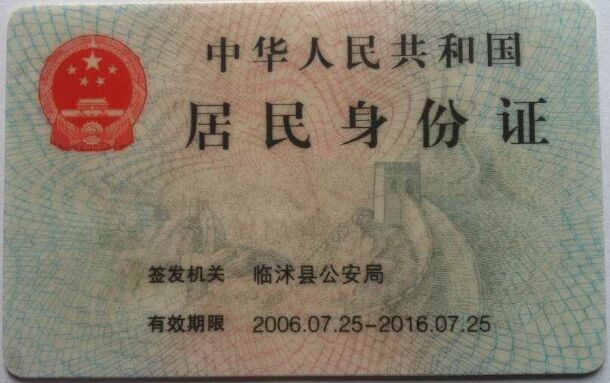 中华人民共和国
居民身份证
签发机关 临沭县公安局
有效期限 2006.07.25-2016.07.25